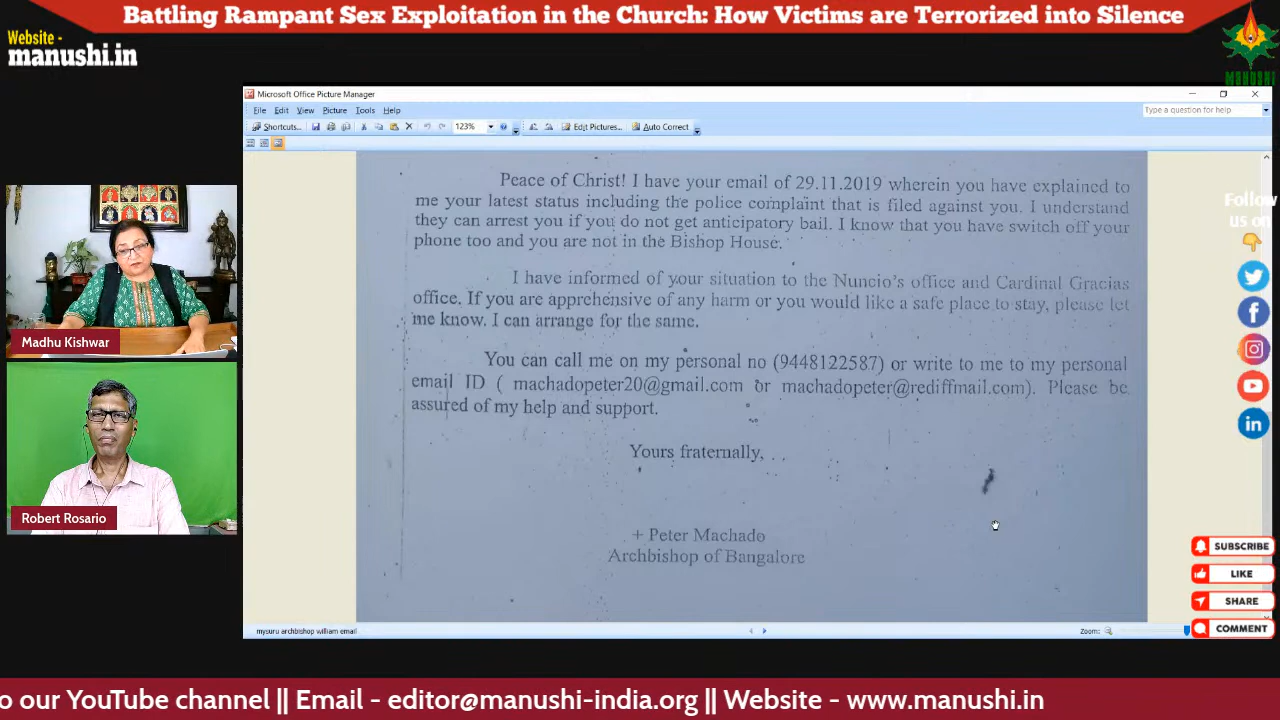 Battling Rampant Sex Exploitation in the Church: How Victims are Terrorized into Silence
Website -
manushi.in
MANUSHI
Microsoft Office Picture Manager
File Edit View Picture Tools Help
Type a question for help
Shortcuts...
123%
Edit Pictures...
Auto Correct
Peace of Christ! I have your email of 29.11.2019 wherein you have explained to
me your latest status including the police complaint that is filed against you. I understand
they can arrest you if you do not get anticipatory bail. I know that you have switch off your
phone too and you are not in the Bishop House.
I have informed of your situation to the Nuncio's office and Cardinal Gracias
office. If you are apprehensive of any harm or you would like a safe place to stay, please let
me know. I can arrange for the same.
You can call me on my personal no (9448122587) or write to me to my personal
email ID ( machadopeter20@gmail.com or machadopeter@rediffmail.com). Please be
assured of my help and support.
Yours fraternally,
+ Peter Machado
Archbishop of Bangalore
Madhu Kishwar
Robert Rosario
Follow
us on
SUBSCRIBE
LIKE
SHARE
COMMENT
mysuru archbishop william email
Zoom:
o our YouTube channel || Email - editor@manushi-india.org || Website - www.manushi.in